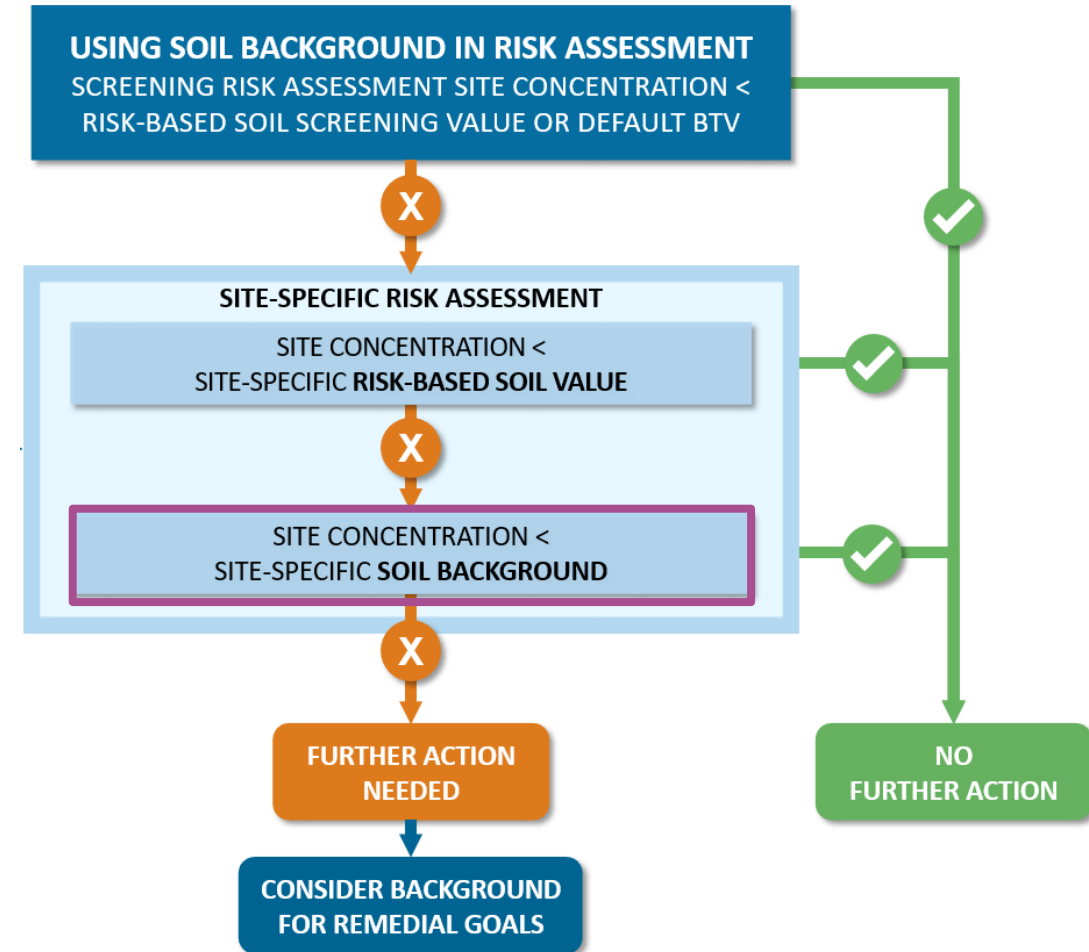 USING SOIL BACKGROUND IN RISK ASSESSMENT
SCREENING RISK ASSESSMENT SITE CONCENTRATION <
RISK-BASED SOIL SCREENING VALUE OR DEFAULT BTV
X
SITE-SPECIFIC RISK ASSESSMENT
SITE CONCENTRATION <
SITE-SPECIFIC RISK-BASED SOIL VALUE
X
SITE CONCENTRATION <
SITE-SPECIFIC SOIL BACKGROUND
X
FURTHER ACTION
NEEDED
NO
FURTHER ACTION
CONSIDER BACKGROUND
FOR REMEDIAL GOALS